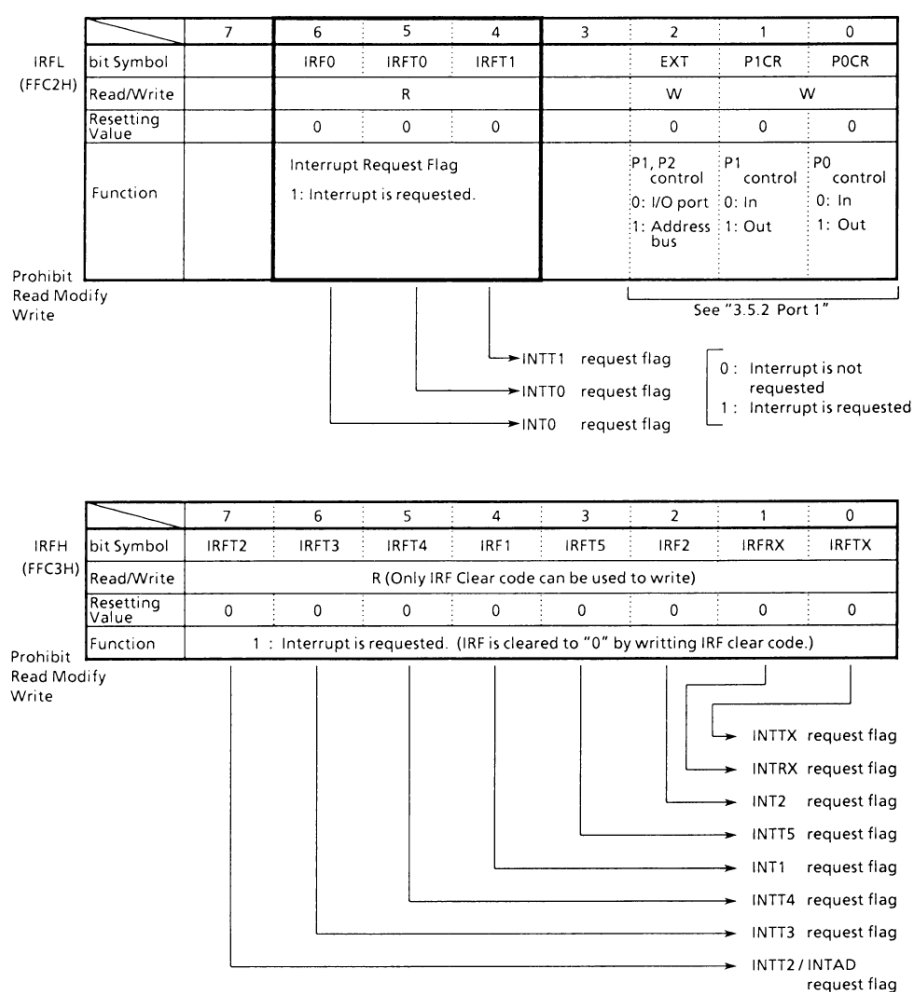 7 6 5 4 3 2 1 0
IRFL (FFC2H) bit Symbol IRF0 IRFT0 IRFT1 EXT P1CR P0CR
Read/Write R W W
Resetting Value 0 0 0 0 0 0
Function
Interrupt Request Flag
1: Interrupt is requested.
P1, P2 control
0: I/O port
1: Address bus
P1 control
0: In
1: Out
P0 control
0: In
1: Out
Prohibit
Read Modify
Write
See "3.5.2 Port 1"
INTT1 request flag
INTT0 request flag
INT0 request flag
0 : Interrupt is not
requested
1 : Interrupt is requested
7 6 5 4 3 2 1 0
IRFH (FFC3H) bit Symbol IRFT2 IRFT3 IRFT4 IRF1 IRFT5 IRF2 IRFRX IRFTX
Read/Write R (Only IRF Clear code can be used to write)
Resetting Value 0 0 0 0 0 0 0 0
Function 1 : Interrupt is requested. (IRF is cleared to "0" by writting IRF clear code.)
Prohibit
Read Modify
Write
INTTX request flag
INTRX request flag
INT2 request flag
INTT5 request flag
INT1 request flag
INTT4 request flag
INTT3 request flag
INTT2 / INTAD
request flag